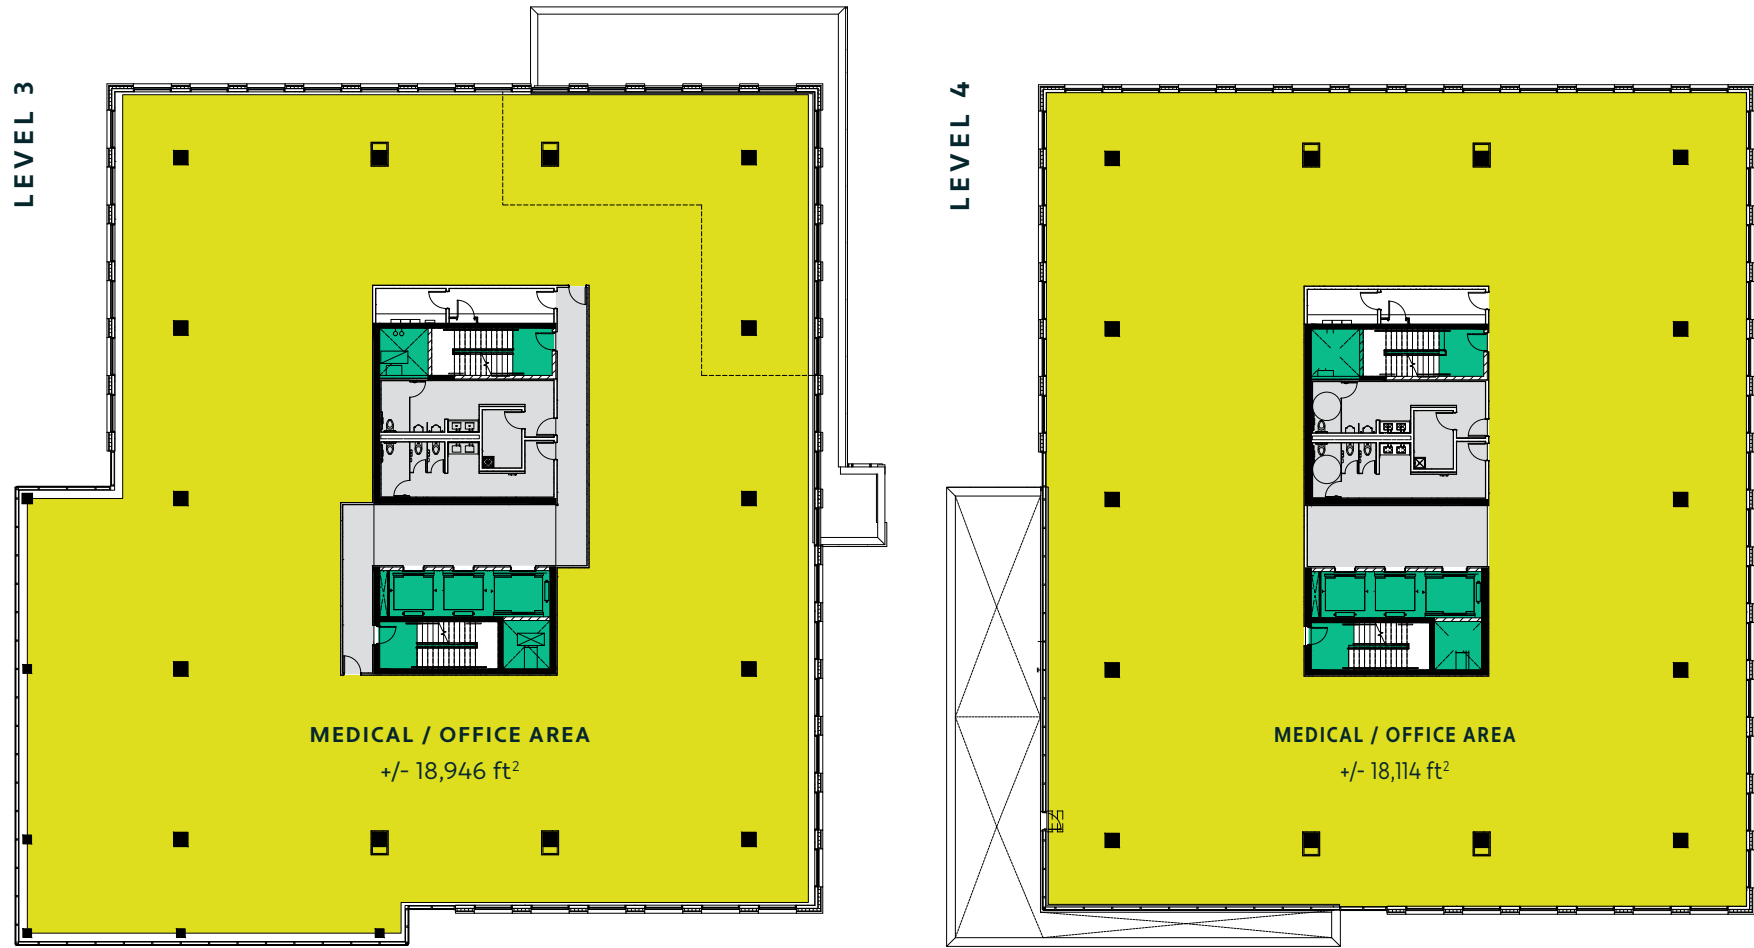 LEVEL 3
MEDICAL / OFFICE AREA
+/- 18,946 ft²
LEVEL 4
MEDICAL / OFFICE AREA
+/- 18,114 ft²